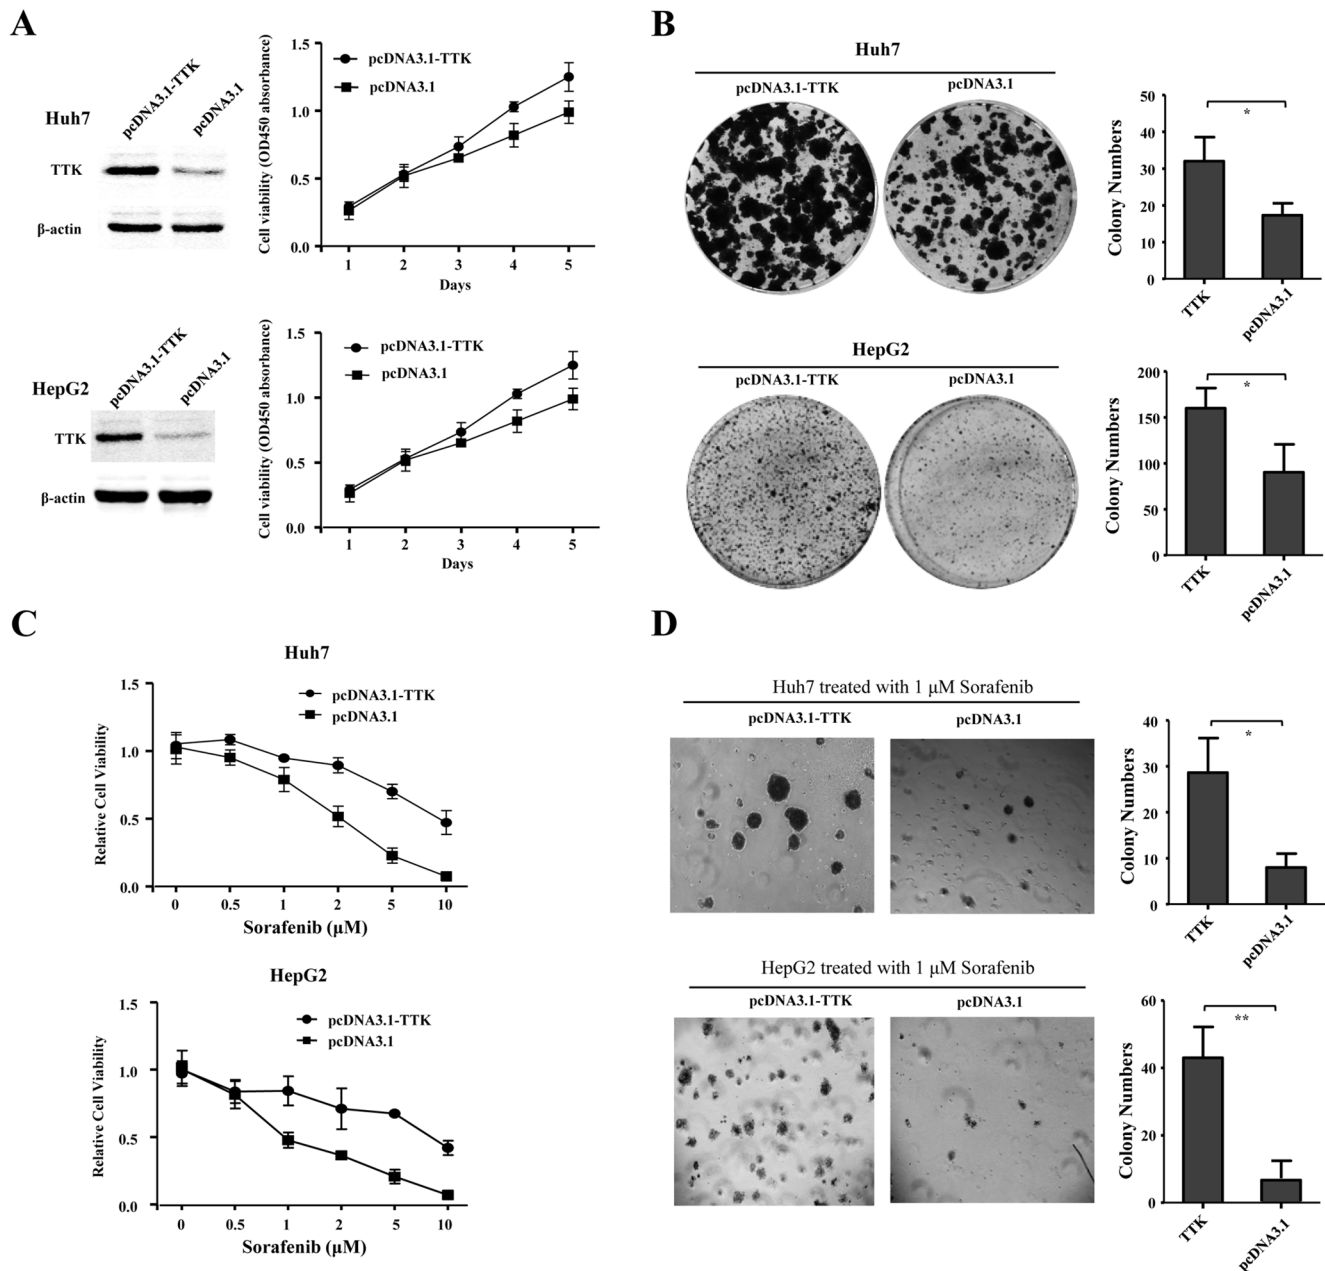 A
Huh7
pcDNA3.1-TTK
pcDNA3.1
TTK
β-actin
Cell viability (OD450 absorbance)
1.5
1.0
0.5
0.0
pcDNA3.1-TTK
pcDNA3.1
1 2 3 4 5
Days
HepG2
pcDNA3.1-TTK
pcDNA3.1
TTK
β-actin
Cell viability (OD450 absorbance)
1.5
1.0
0.5
0.0
pcDNA3.1-TTK
pcDNA3.1
1 2 3 4 5
Days
B
Huh7
pcDNA3.1-TTK pcDNA3.1
Colony Numbers
50
40
30
20
10
0
*
TTK
pcDNA3.1
HepG2
pcDNA3.1-TTK pcDNA3.1
Colony Numbers
200
150
100
50
0
*
TTK
pcDNA3.1
C
Huh7
Relative Cell Viability
1.5
1.0
0.5
0.0
pcDNA3.1-TTK
pcDNA3.1
0 0.5 1 2 5 10
Sorafenib (μM)
HepG2
Relative Cell Viability
1.5
1.0
0.5
0.0
pcDNA3.1-TTK
pcDNA3.1
0 0.5 1 2 5 10
Sorafenib (μM)
D
Huh7 treated with 1 μM Sorafenib
pcDNA3.1-TTK pcDNA3.1
Colony Numbers
40
30
20
10
0
*
TTK
pcDNA3.1
HepG2 treated with 1 μM Sorafenib
pcDNA3.1-TTK pcDNA3.1
Colony Numbers
60
40
20
0
**
TTK
pcDNA3.1